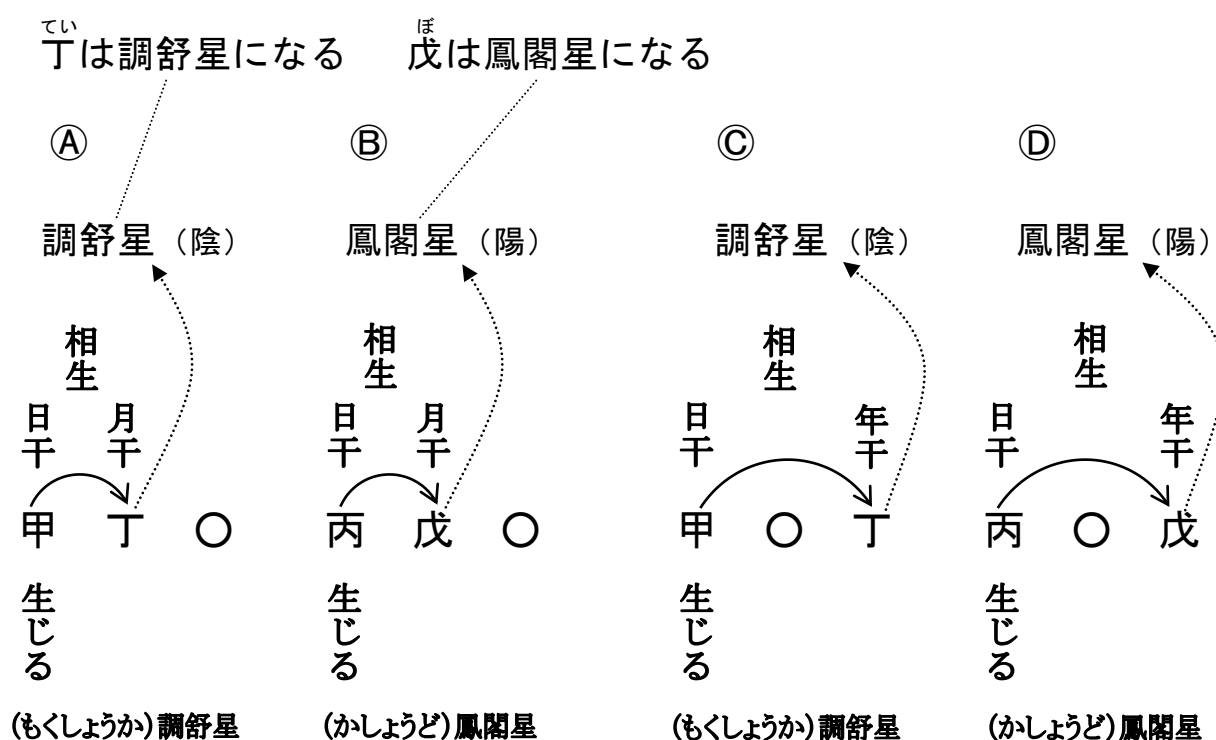 てい ぼ
丁は調舒星になる 戊は鳳閣星になる
Ⓐ Ⓑ Ⓒ Ⓓ
調舒星（陰） 鳳閣星（陽） 調舒星（陰） 鳳閣星（陽）
相生 相生 相生 相生
日干 月干 日干 月干 日干 年干 日干 年干
甲 丁 〇 丙 戊 〇 甲 〇 丁 丙 〇 戊
生じる 生じる 生じる 生じる
(もくしょうか)調舒星 (かしょうど)鳳閣星 (もくしょうか)調舒星 (かしょうど)鳳閣星